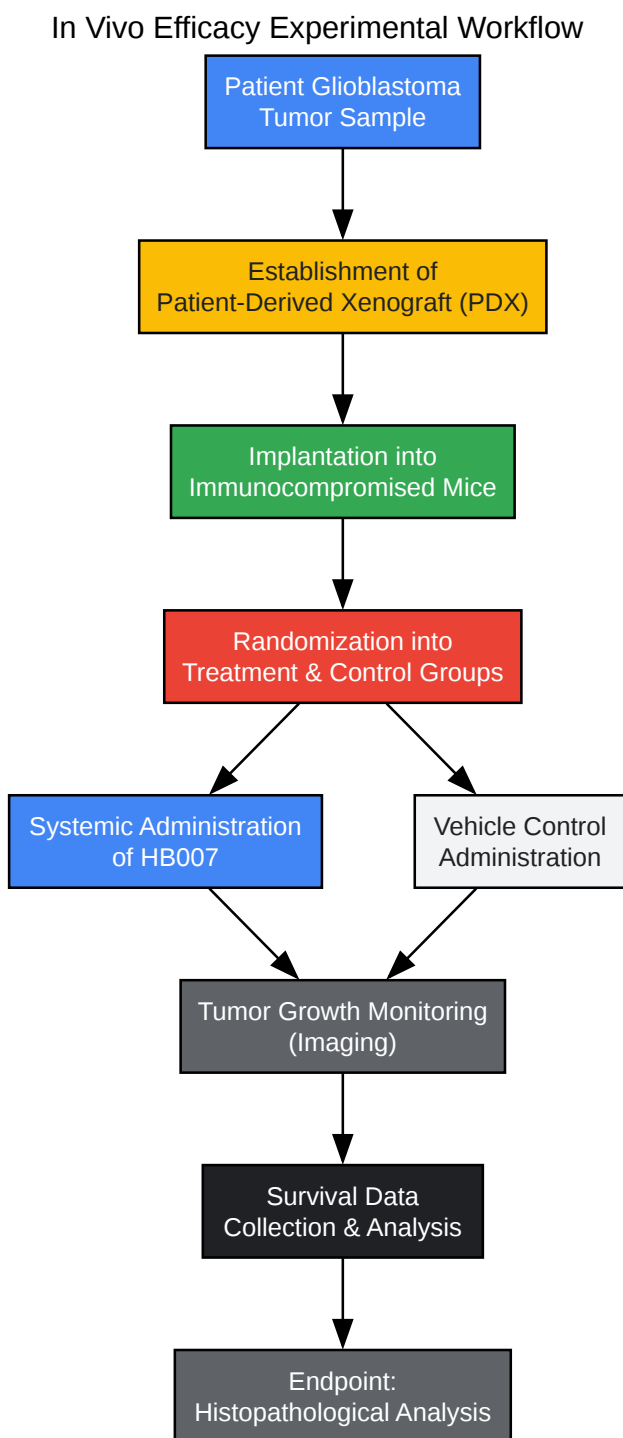 In Vivo Efficacy Experimental Workflow
Patient Glioblastoma
Tumor Sample
Establishment of
Patient-Derived Xenograft (PDX)
Implantation into
Immunocompromised Mice
Randomization into
Treatment & Control Groups
Systemic Administration
of HB007
Vehicle Control
Administration
Tumor Growth Monitoring
(Imaging)
Survival Data
Collection & Analysis
Endpoint:
Histopathological Analysis